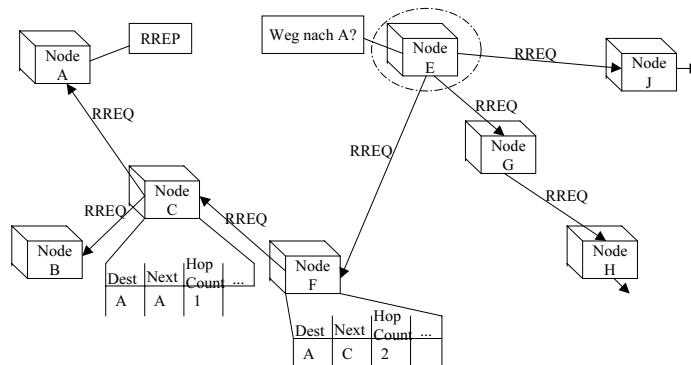 RREP
Weg nach A?
Node
A
Node
E
RREQ
Node
J
RREQ
RREQ
RREQ
Node
G
Node
C
RREQ
RREQ
RREQ
Node
B
Node
F
Node
H
Dest Next Hop Count ...
A A 1
Dest Next Hop Count ...
A C 2